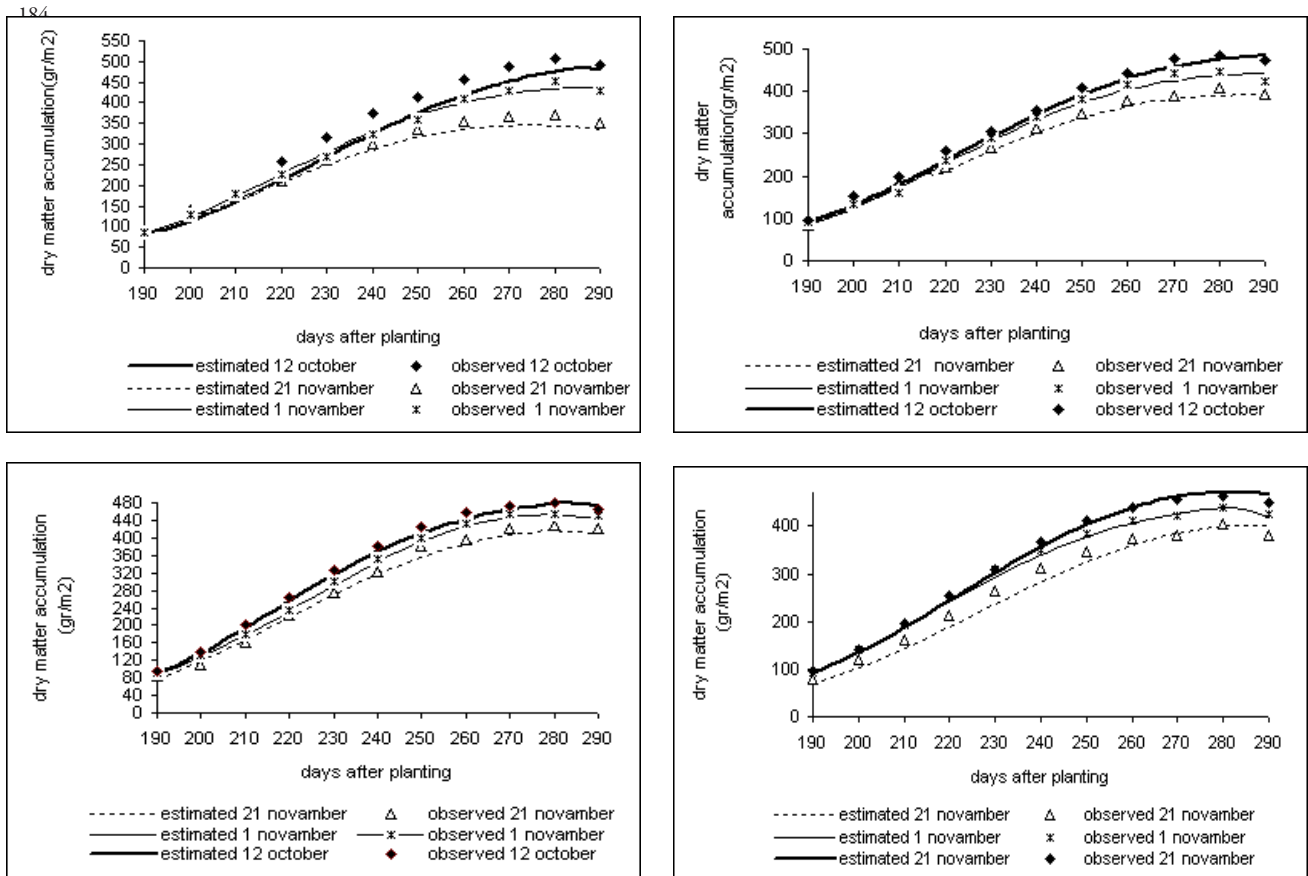 184
dry matter accumulation(gr/m2)
550
500
450
400
350
300
250
200
150
100
50
0
190 200 210 220 230 240 250 260 270 280 290
days after planting
estimated 12 october observed 12 october
estimated 21 novamber observed 21 novamber
estimated 1 novamber observed 1 novamber
dry matter
accumulation(gr/m2)
500
400
300
200
100
0
190 200 210 220 230 240 250 260 270 280 290
days after planting
estimatted 21 novamber observed 21 novamber
estimatted 1 novamber observed 1 novamber
estimatted 12 octoberr observed 12 october
dry matter accumulation
(gr/m2)
480
440
400
360
320
280
240
200
160
120
80
40
0
190 200 210 220 230 240 250 260 270 280 290
days after planting
estimated 21 novamber observed 21 novamber
estimated 1 novamber observed 1 novamber
estimated 12 october observed 12 october
dry matter accumulation
(gr/m2)
400
300
200
100
0
190 200 210 220 230 240 250 260 270 280 290
days after planting
estimated 21 novamber observed 21 novamber
estimated 1 novamber observed 1 novamber
estimated 21 november observed 21 november